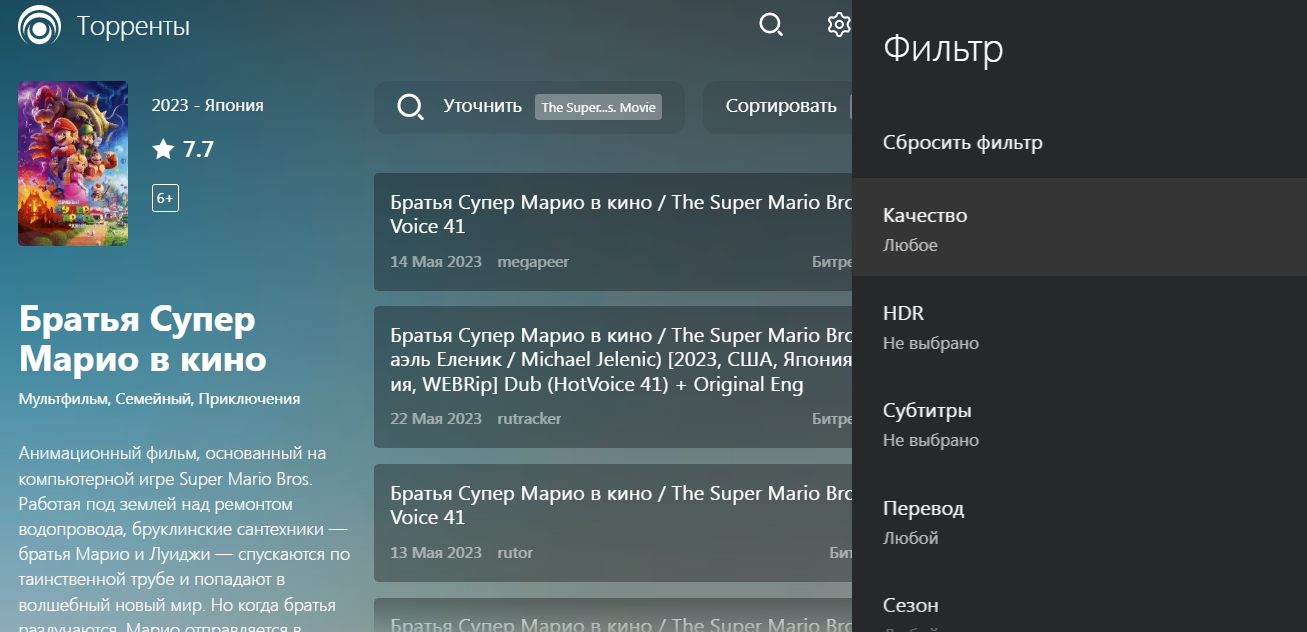 Торренты
2023 - Япония
7.7
6+
Братья Супер
Марио в кино
Мультфильм, Семейный, Приключения
Анимационный фильм, основанный на
компьютерной игре Super Mario Bros.
Работая под землей над ремонтом
водопровода, бруклинские сантехники —
братья Марио и Луиджи — спускаются по
таинственной трубе и попадают в
волшебный новый мир. Но когда братья
разлучаются, Марио отправляется в
Уточнить The Super...s. Movie
Сортировать
Братья Супер Марио в кино / The Super Mario Bro
Voice 41
14 Мая 2023 megapeer Битре
Братья Супер Марио в кино / The Super Mario Bro
аэль Еленик / Michael Jelenic) [2023, США, Япония
ия, WEBRip] Dub (HotVoice 41) + Original Eng
22 Мая 2023 rutracker Битре
Братья Супер Марио в кино / The Super Mario Bro
Voice 41
13 Мая 2023 rutor Бит
Братья Супер Марио в кино / The Super Mario Bro
Фильтр
Сбросить фильтр
Качество
Любое
HDR
Не выбрано
Субтитры
Не выбрано
Перевод
Любой
Сезон